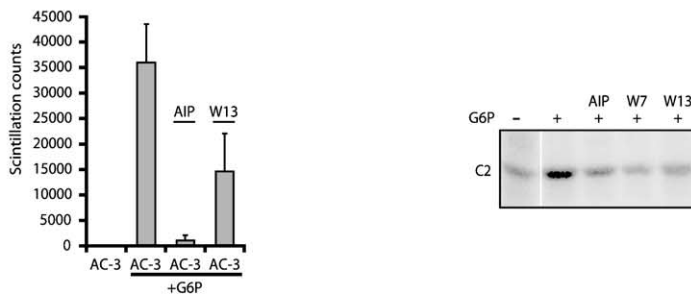 Scintillation counts
45000
40000
35000
30000
25000
20000
15000
10000
5000
0
AIP W13
AC-3 AC-3 AC-3 AC-3
+G6P
AIP W7 W13
G6P – + + + +
C2